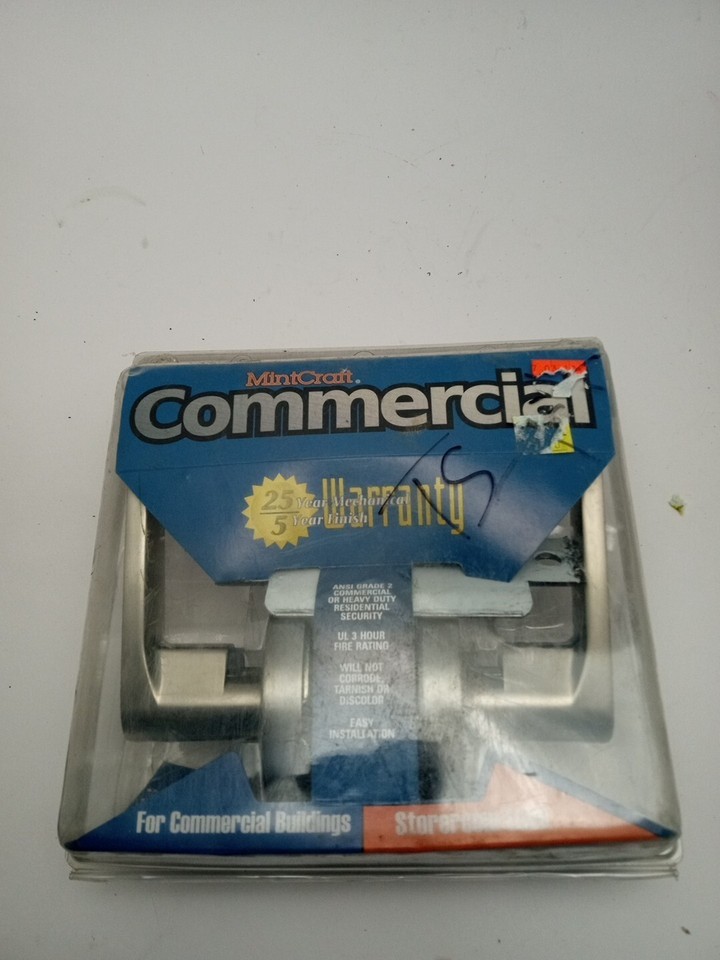 MintCraft®
Commercial
25 Year Mechanical
5 Year Finish
Warranty
TS
ANSI GRADE 2
COMMERCIAL
OR HEAVY DUTY
RESIDENTIAL
SECURITY
UL 3 HOUR
FIRE RATING
WILL NOT
CORRODE,
TARNISH OR
DISCOLOR
EASY
INSTALLATION
For Commercial Buildings